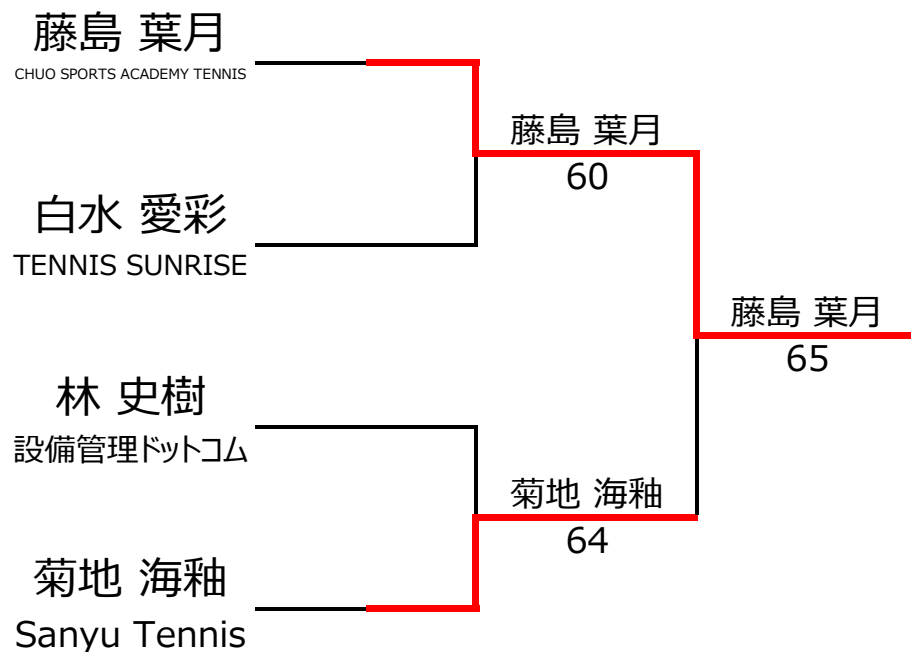 藤島 葉月
CHUO SPORTS ACADEMY TENNIS
藤島 葉月
60
白水 愛彩
TENNIS SUNRISE
藤島 葉月
65
林 史樹
設備管理ドットコム
菊地 海釉
64
菊地 海釉
Sanyu Tennis